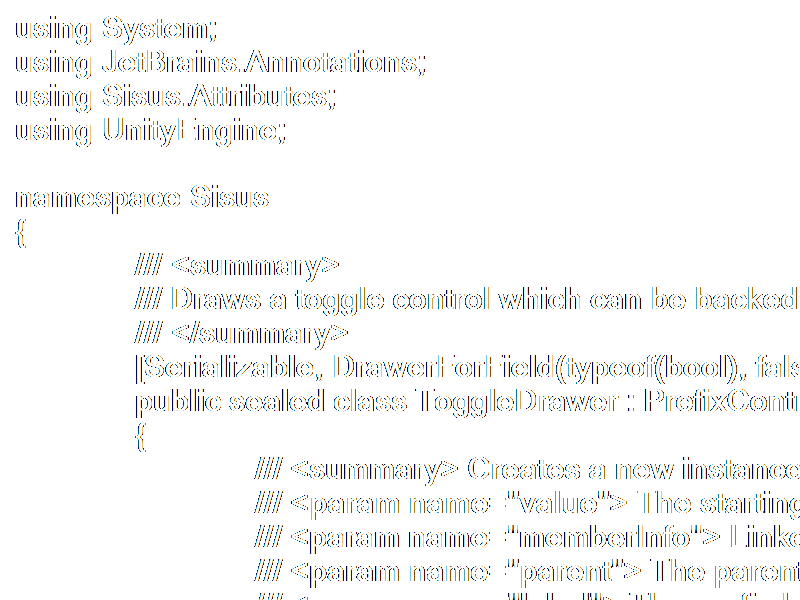 using System;
using JetBrains.Annotations;
using Sisus.Attributes;
using UnityEngine;
namespace Sisus
{
/// <summary>
/// Draws a toggle control which can be backed
/// </summary>
[Serializable, DrawerForField(typeof(bool), fals
public sealed class ToggleDrawer : PrefixCont
{
/// <summary> Creates a new instance
/// <param name="value"> The starting
/// <param name="memberInfo"> Linke
/// <param name="parent"> The parent